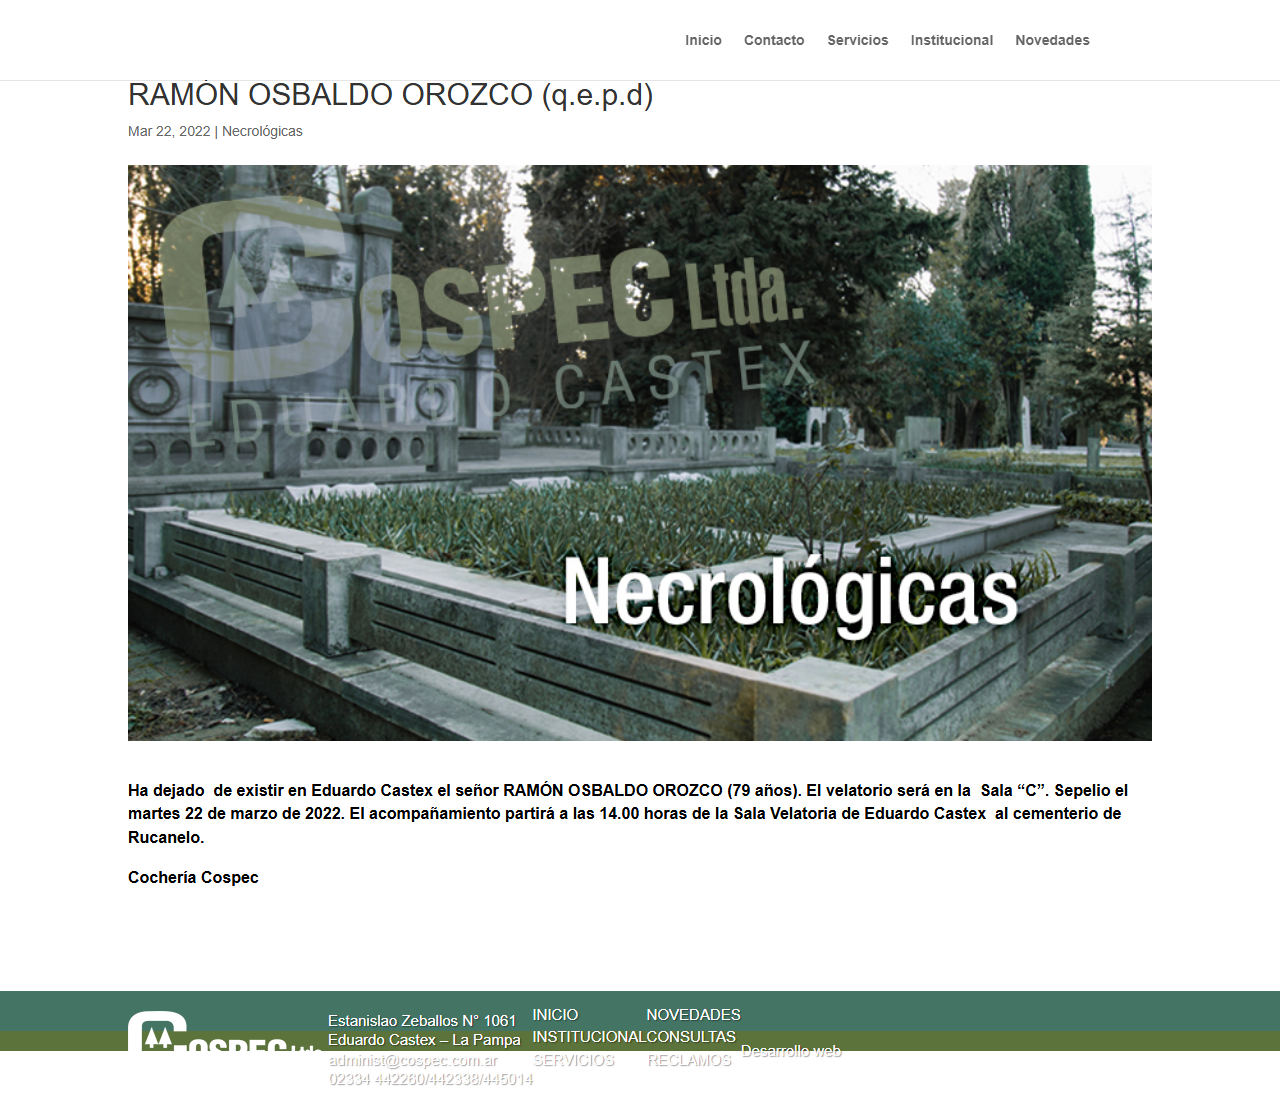 Inicio Contacto Servicios Institucional Novedades
RAMÓN OSBALDO OROZCO (q.e.p.d)
Mar 22, 2022 | Necrológicas
COSPEC Ltda.
EDUARDO CASTEX
Necrológicas
Ha dejado  de existir en Eduardo Castex el señor RAMÓN OSBALDO OROZCO (79 años). El velatorio será en la  Sala “C”. Sepelio el
martes 22 de marzo de 2022. El acompañamiento partirá a las 14.00 horas de la Sala Velatoria de Eduardo Castex  al cementerio de
Rucanelo.
Cochería Cospec
COSPEC Ltda.
Estanislao Zeballos N° 1061
Eduardo Castex – La Pampa
administ@cospec.com.ar
02334 442260/442338/445014
INICIO
INSTITUCIONAL
SERVICIOS
NOVEDADES
CONSULTAS
RECLAMOS
Desarrollo web